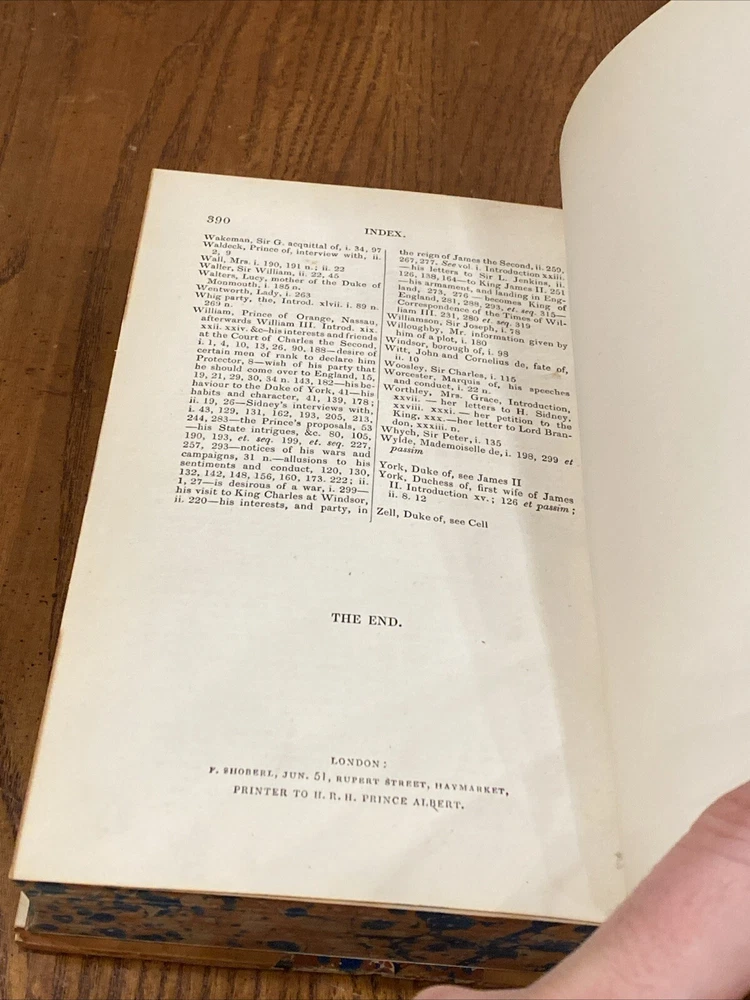 390
INDEX.
Wakeman, Sir G. acquittal of, i. 34, 97
Waldeck, Prince of, interview with, ii.
2, 9
Wall, Mrs. i. 190, 191 n.; ii. 22
Waller, Sir William, ii. 22, 45
Walters, Lucy, mother of the Duke of
Monmouth, i. 185 n.
Wentworth, Lady, i. 263
Whig party, the, Introd. xlvii. i. 89 n.
269 n.
William, Prince of Orange, Nassau,
afterwards William III. Introd. xix.
xxii. xxiv. &c—his interests and friends
at the Court of Charles the Second,
i. 1, 4, 10, 13, 26, 90, 188—desire of
certain men of rank to declare him
Protector, 8—wish of his party that
he should come over to England, 15,
19, 21, 29, 30, 34 n. 143, 182—his be-
haviour to the Duke of York, 41—his
habits and character, 41, 139, 178;
ii. 19, 26—Sidney's interviews with,
i. 43, 129, 131, 162, 193, 205, 213,
244, 283—the Prince's proposals, 53
—his State intrigues, &c. 80, 105,
190, 193, et. seq. 199, et. seq. 227,
257, 293—notices of his wars and
campaigns, 31 n.—allusions to his
sentiments and conduct, 120, 130,
132, 142, 148, 156, 160, 173. 222; ii.
1, 27—is desirous of a war, i. 299—
his visit to King Charles at Windsor,
ii. 220—his interests, and party, in
the reign of James the Second, ii. 259,
267, 277. See vol. i. Introduction xxiii.
—his letters to Sir L. Jenkins, ii.
126, 138, 164—to King James II. 251
—his armament, and landing in Eng-
land, 273, 276 — becomes King of
England, 281, 288, 293, et. seq. 315—
Correspondence of the Times of Wil-
liam III. 231, 280 et. seq. 319
Williamson, Sir Joseph, i. 78
Willoughby, Mr. information given by
him of a plot, i. 180
Windsor, borough of, i. 98
Witt, John and Cornelius de, fate of,
ii. 10
Woosley, Sir Charles, i. 115
Worcester, Marquis of, his speeches
and conduct, i. 22 n.
Worthley, Mrs. Grace, Introduction,
xxvii. — her letters to H. Sidney,
xxviii. xxxi. — her petition to the
King, xxx.—her letter to Lord Bran-
don, xxxiii. n.
Whych, Sir Peter, i. 135
Wylde, Mademoiselle de, i. 198, 299 et
passim
York, Duke of, see James II
York, Duchess of, first wife of James
II. Introduction xv.; 126 et passim;
ii. 8. 12
Zell, Duke of, see Cell
THE END.
LONDON:
F. SHOBERL, JUN. 51, RUPERT STREET, HAYMARKET,
PRINTER TO H. R. H. PRINCE ALBERT.